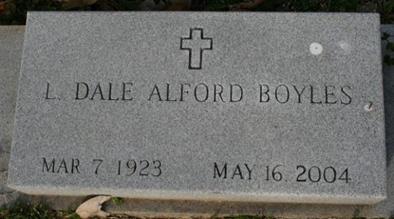 L. DALE ALFORD BOYLES
MAR 7 1923 MAY 16, 2004